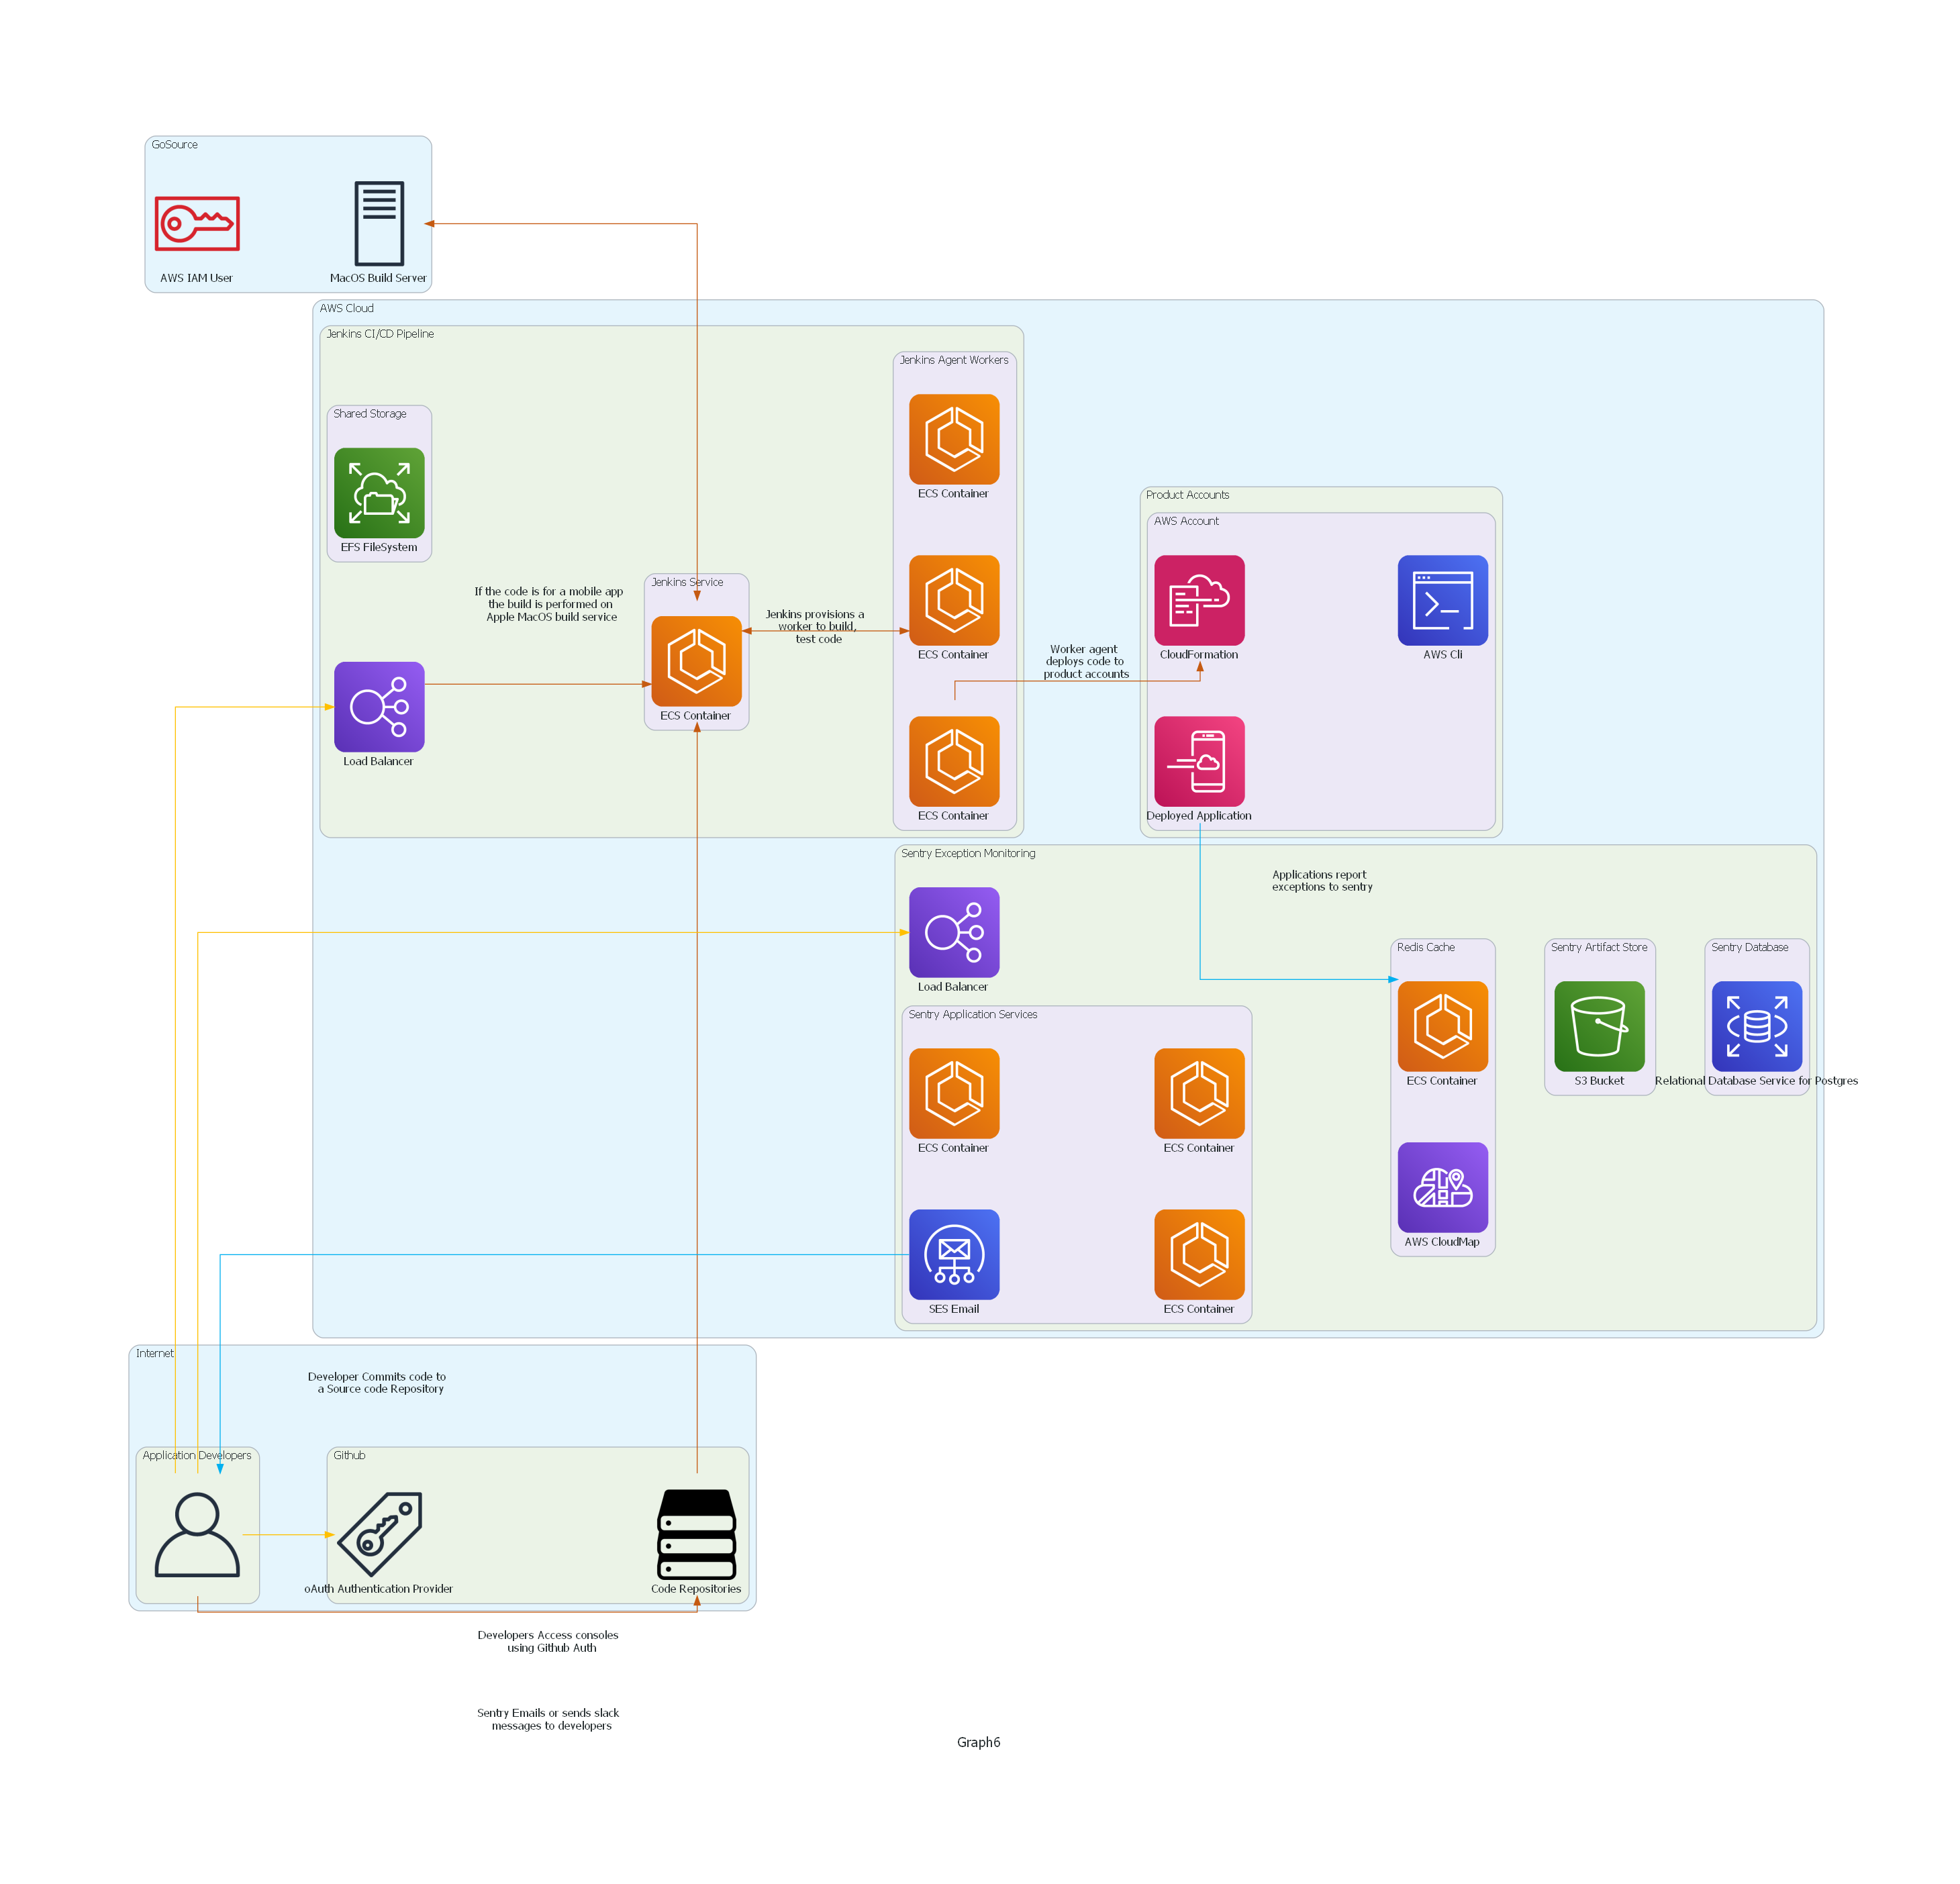 GoSource
AWS IAM User
MacOS Build Server
AWS Cloud
Jenkins CI/CD Pipeline
Jenkins Agent Workers
ECS Container
Shared Storage
EFS FileSystem
If the code is for a mobile app
the build is performed on
Apple MacOS build service
Jenkins Service
ECS Container
Jenkins provisions a
worker to build,
test code
ECS Container
Load Balancer
ECS Container
Worker agent
deploys code to
product accounts
Product Accounts
AWS Account
CloudFormation
AWS Cli
Deployed Application
Sentry Exception Monitoring
Applications report
exceptions to sentry
Load Balancer
Redis Cache
Sentry Artifact Store
Sentry Database
ECS Container
S3 Bucket
Relational Database Service for Postgres
Sentry Application Services
ECS Container
ECS Container
AWS CloudMap
SES Email
ECS Container
Internet
Developer Commits code to
a Source code Repository
Application Developers
Github
oAuth Authentication Provider
Code Repositories
Developers Access consoles
using Github Auth
Sentry Emails or sends slack
messages to developers
Graph6